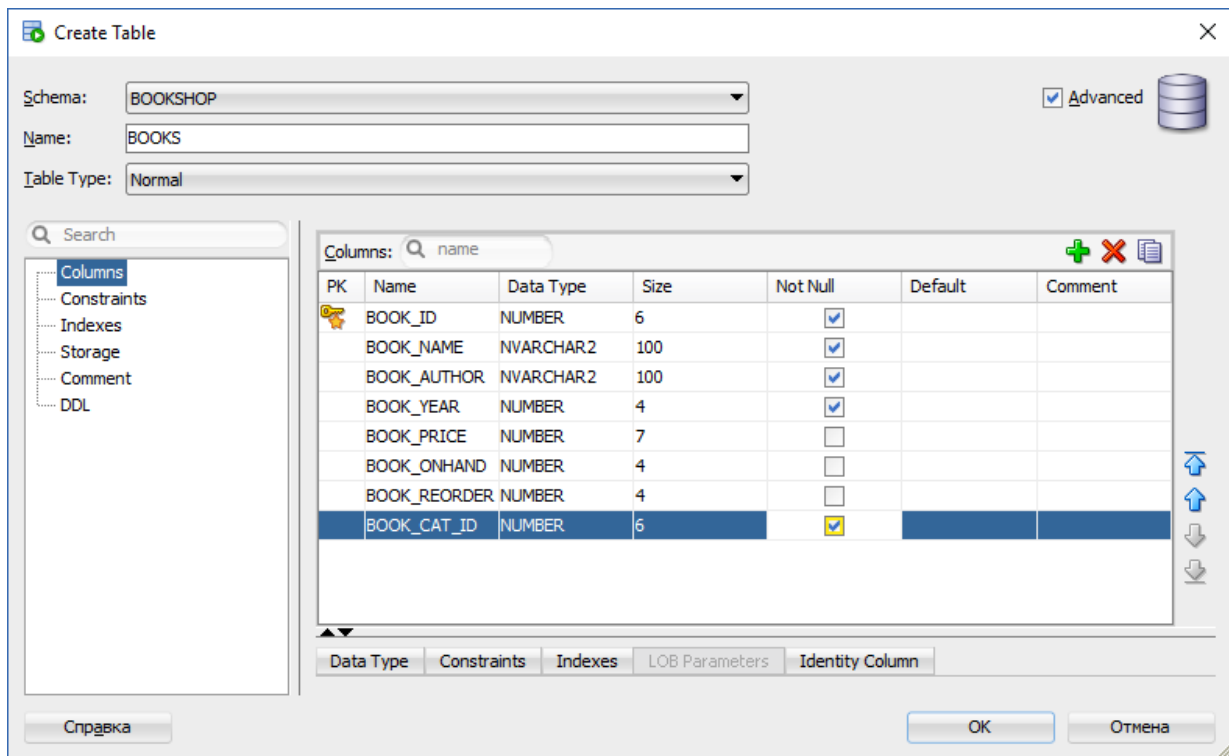 Create Table
Schema: BOOKSHOP Advanced
Name: BOOKS
Table Type: Normal
Search
Columns
Constraints
Indexes
Storage
Comment
DDL
Columns: name
PK Name Data Type Size Not Null Default Comment
BOOK_ID NUMBER 6
BOOK_NAME NVARCHAR2 100
BOOK_AUTHOR NVARCHAR2 100
BOOK_YEAR NUMBER 4
BOOK_PRICE NUMBER 7
BOOK_ONHAND NUMBER 4
BOOK_REORDER NUMBER 4
BOOK_CAT_ID NUMBER 6
Data Type Constraints Indexes LOB Parameters Identity Column
Справка OK Отмена